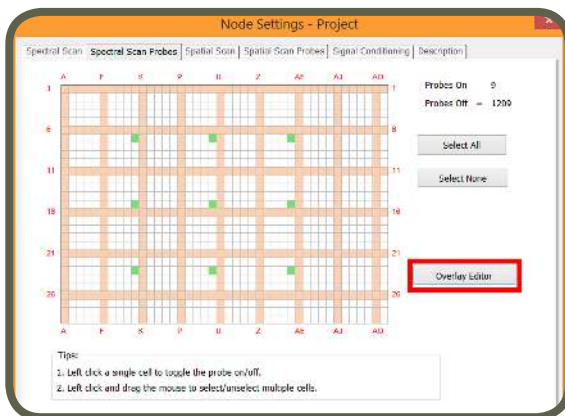 Node Settings - Project
Spectral Scan Spectral Scan Probes Spatial Scan Spatial Scan Probes Signal Conditioning Description
A F K P U Z AE AJ AO
1 1
6 6
11 11
16 16
21 21
26 26
A F K P U Z AE AJ AO
Probes On 9
Probes Off = 1209
Select All
Select None
Overlay Editor
Tips:
1. Left click a single cell to toggle the probe on/off.
2. Left click and drag the mouse to select/unselect multiple cells.